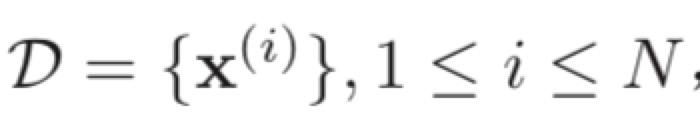 𝒟 = {𝐱⁽ⁱ⁾}, 1 ≤ i ≤ N,